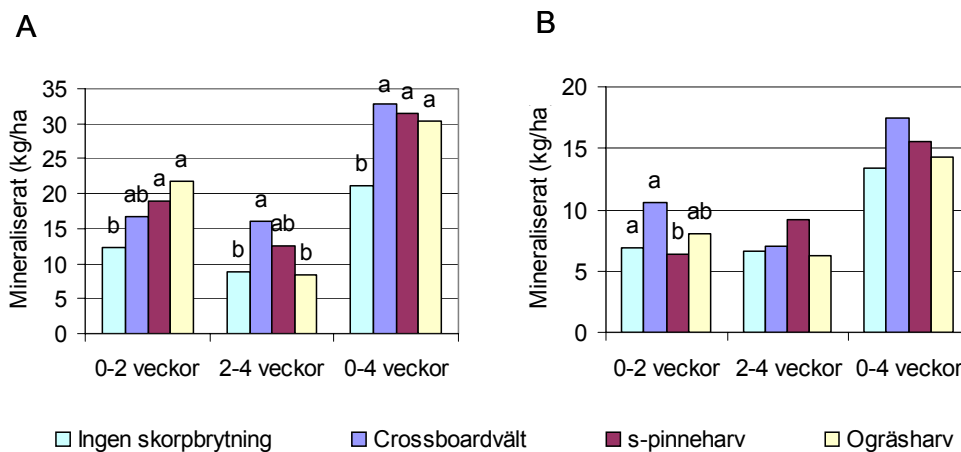 A
Mineraliserat (kg/ha)
35
30
25
20
15
10
5
0
b
ab
a
a
b
a
ab
b
b
a
a
a
0-2 veckor
2-4 veckor
0-4 veckor
B
Mineraliserat (kg/ha)
20
15
10
5
0
a
a
b
ab
0-2 veckor
2-4 veckor
0-4 veckor
Ingen skorpbrytning
Crossboardvält
s-pinneharv
Ogräsharv